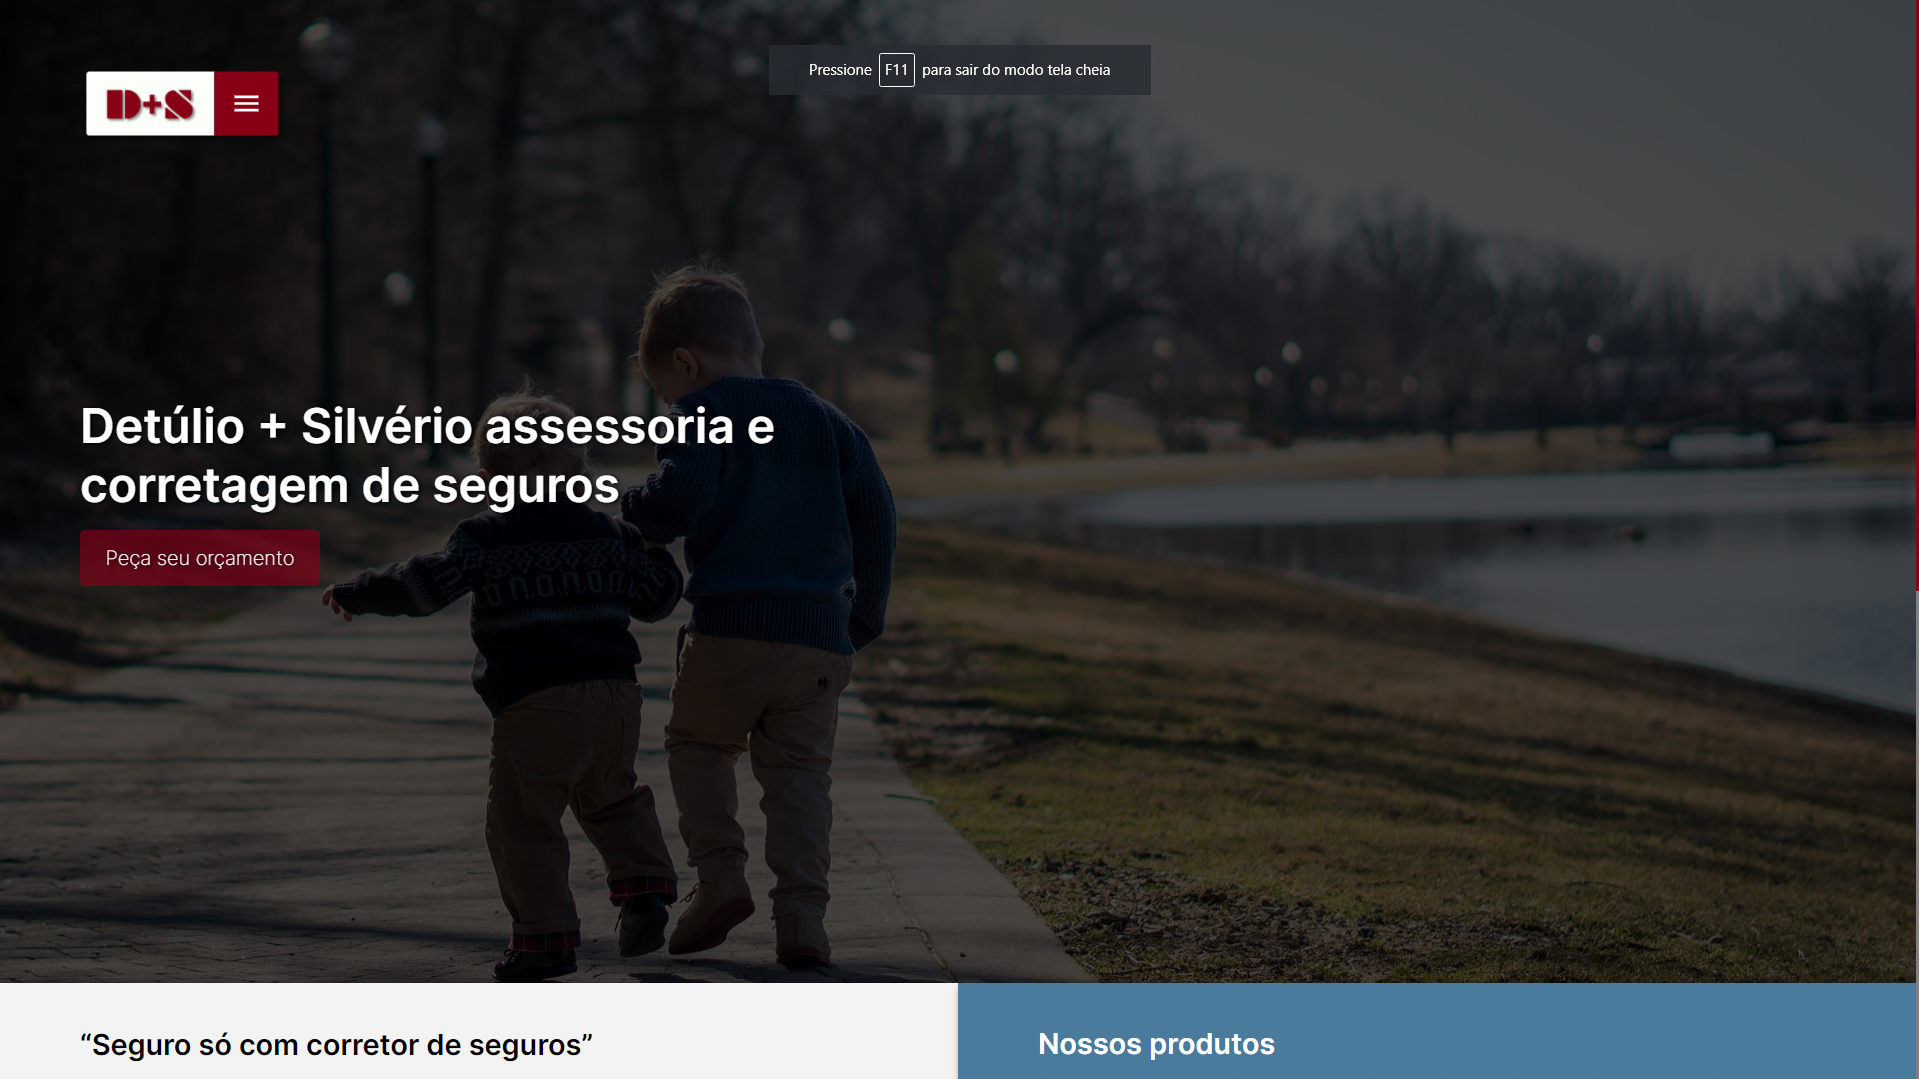 Pressione F11 para sair do modo tela cheia
D+S
Detúlio + Silvério assessoria e
corretagem de seguros
Peça seu orçamento
“Seguro só com corretor de seguros”
Nossos produtos